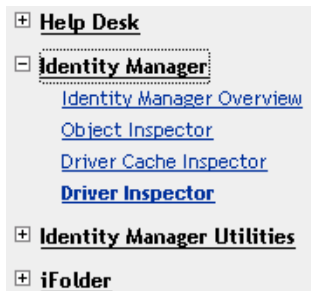 Help Desk
Identity Manager
Identity Manager Overview
Object Inspector
Driver Cache Inspector
Driver Inspector
Identity Manager Utilities
iFolder